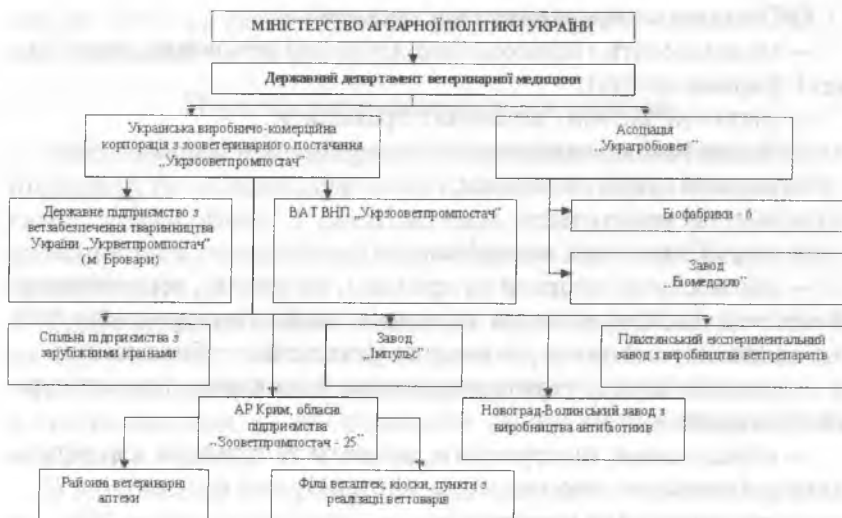 МІНІСТЕРСТВО АГРАРНОЇ ПОЛІТИКИ УКРАЇНИ
Державний департамент ветеринарної медицини
Українська виробничо-комерційна
корпорація з зооветеринарного постачання
„Укрзооветпромпостач”
Асоціація
„Украгробіовет”
Державне підприємство з
ветзабезпечення тваринництва
України „Укрветпромпостач”
(м. Бровари)
ВАТ ВНП „Укрзооветпромпостач”
Біофабрики - 6
Завод
Спільні підприємства з
зарубіжними країнами
Завод
„Імпульс”
експериментальний
завод з виробництва ветпрепаратів
АР Крим, обласні
підприємства
„Зооветпромпостач - 25”
Новоград-Волинський завод з
виробництва антибіотиків
Районні ветеринарні
аптеки
Філії ветаптек, кіоски, пункти з
реалізації веттоварів